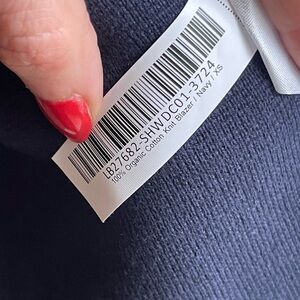 LB27682-SHWDC01-3724
100% Organic Cotton Knit Blazer / Navy / XS